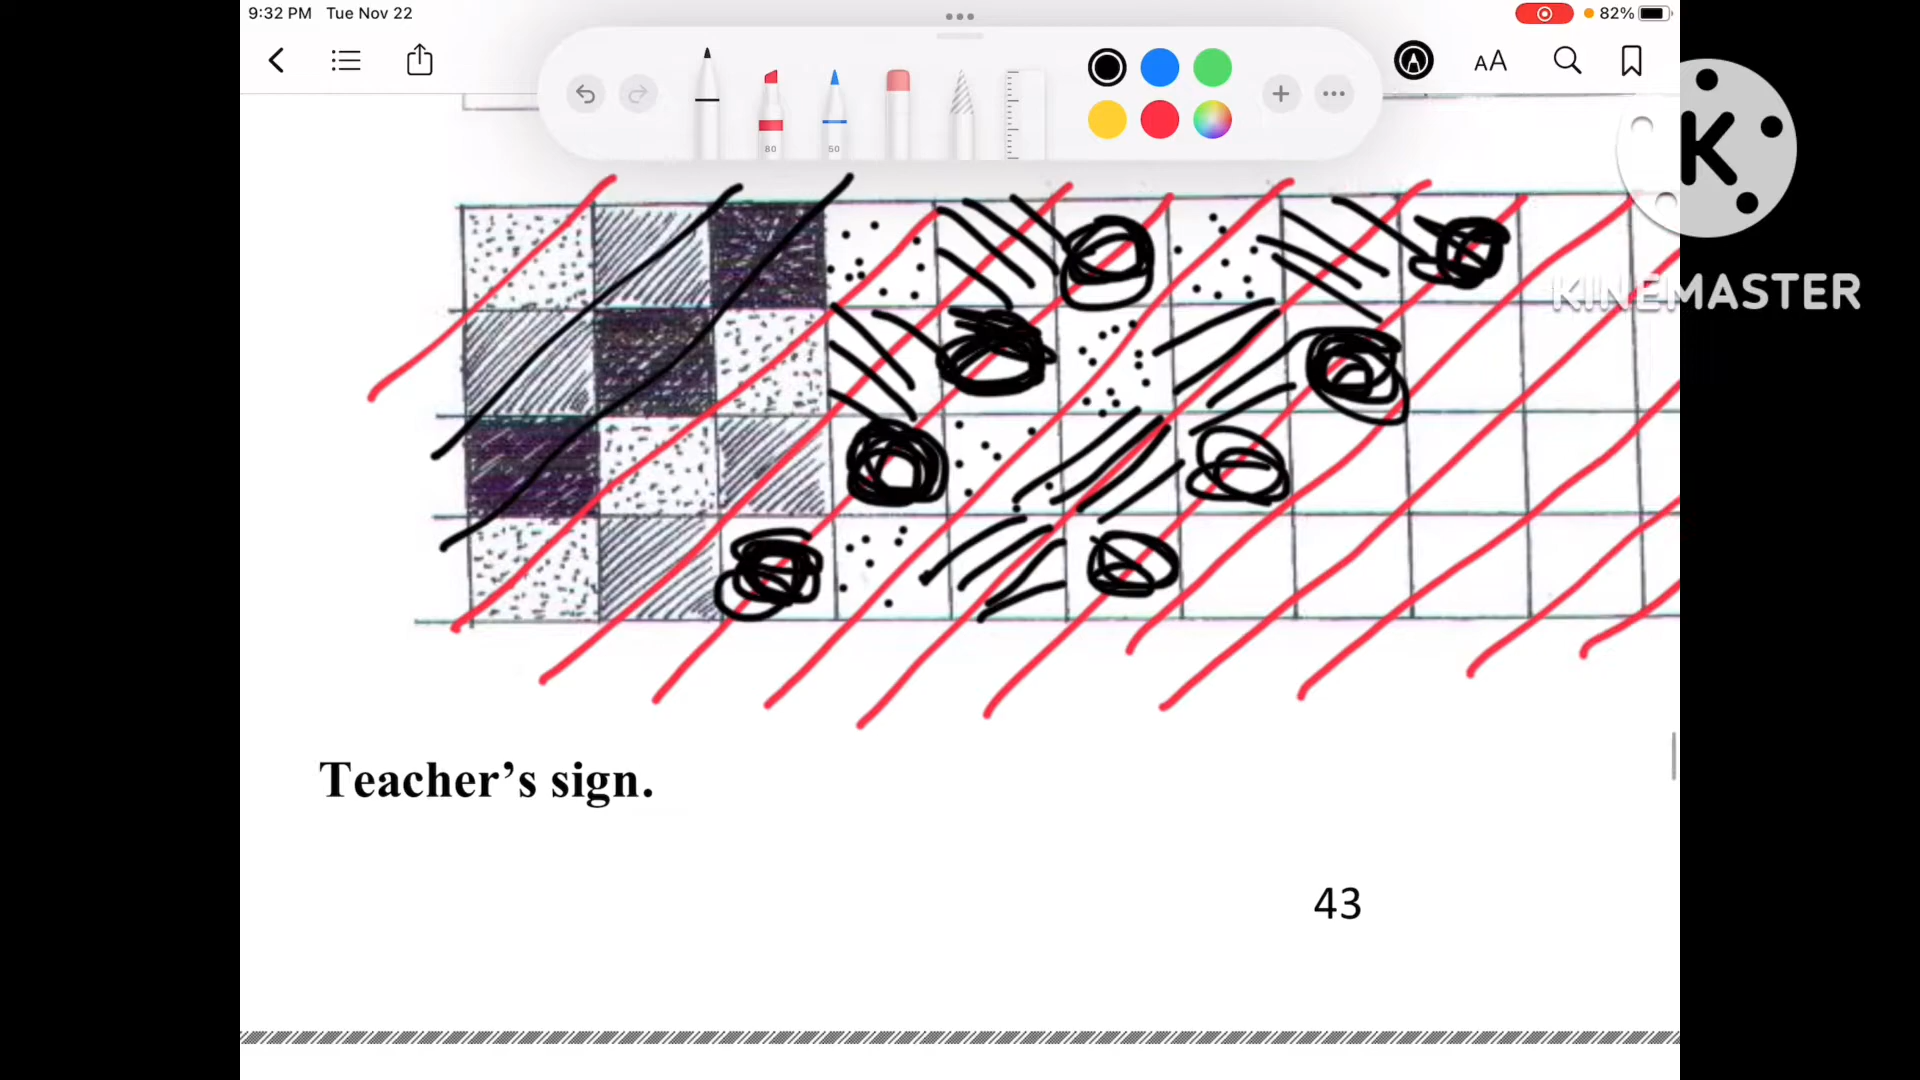 9:32 PM Tue Nov 22
82%
AA
80
50
K
KINEMASTER
Teacher's sign.
43